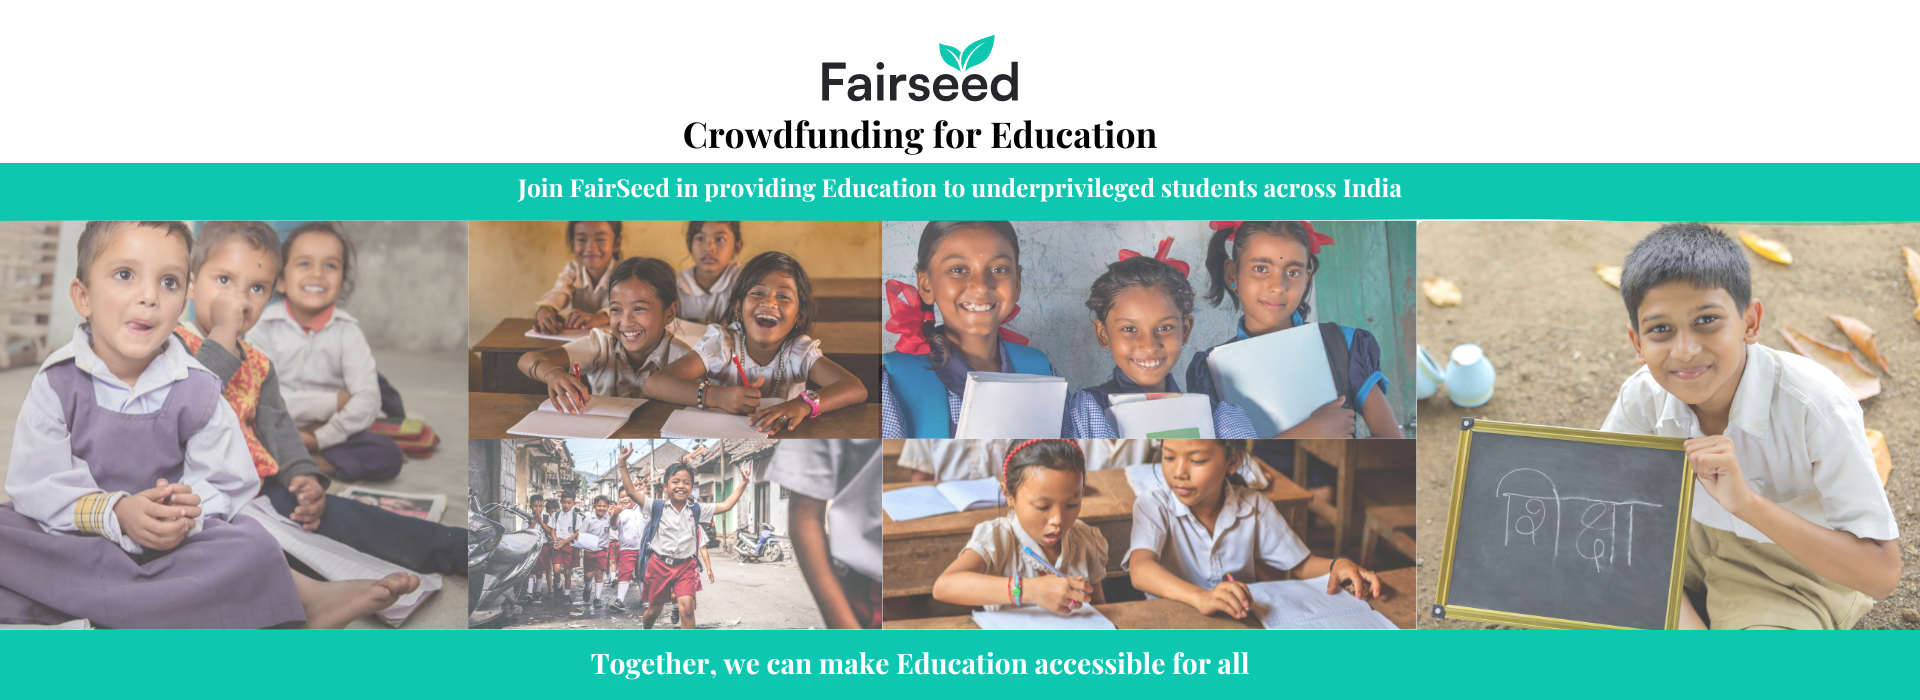 Fairseed
Crowdfunding for Education
Join FairSeed in providing Education to underprivileged students across India
शिक्षा
Together, we can make Education accessible for all